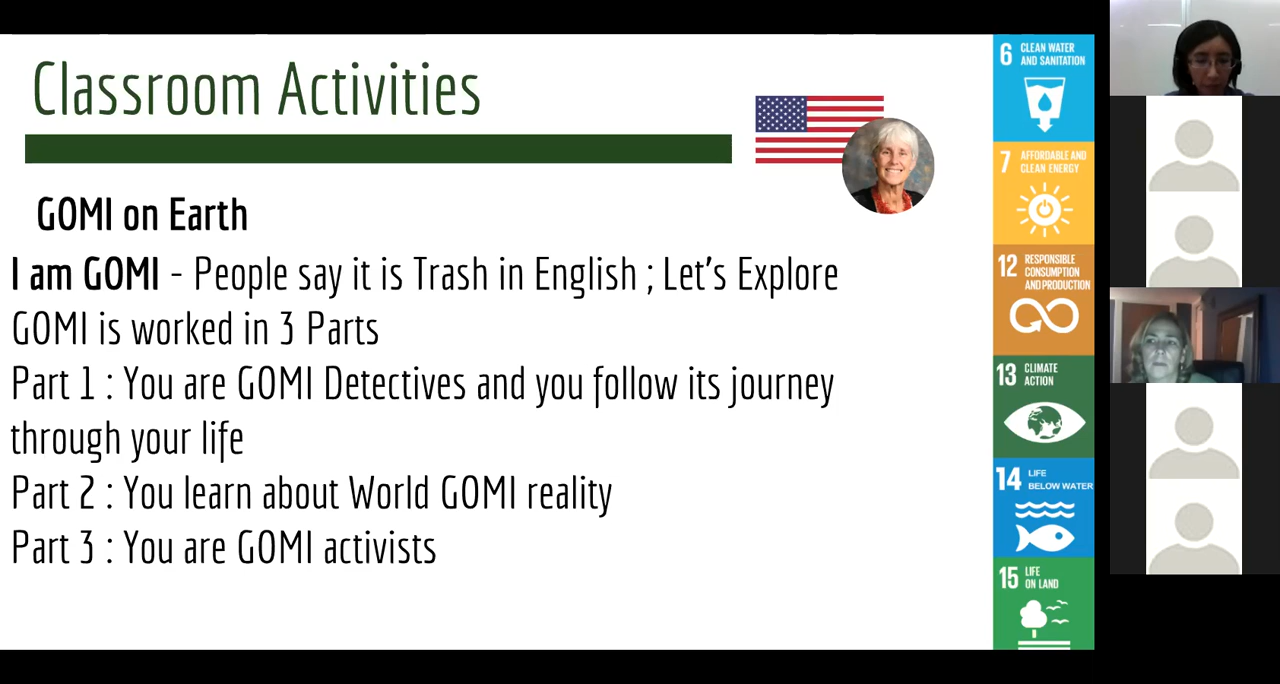 Classroom Activities
GOMI on Earth
I am GOMI - People say it is Trash in English ; Let's Explore
GOMI is worked in 3 Parts
Part 1 : You are GOMI Detectives and you follow its journey
through your life
Part 2 : You learn about World GOMI reality
Part 3 : You are GOMI activists
6 CLEAN WATER
AND SANITATION
7 AFFORDABLE AND
CLEAN ENERGY
12 RESPONSIBLE
CONSUMPTION
AND PRODUCTION
13 CLIMATE
ACTION
14 LIFE
BELOW WATER
15 LIFE
ON LAND